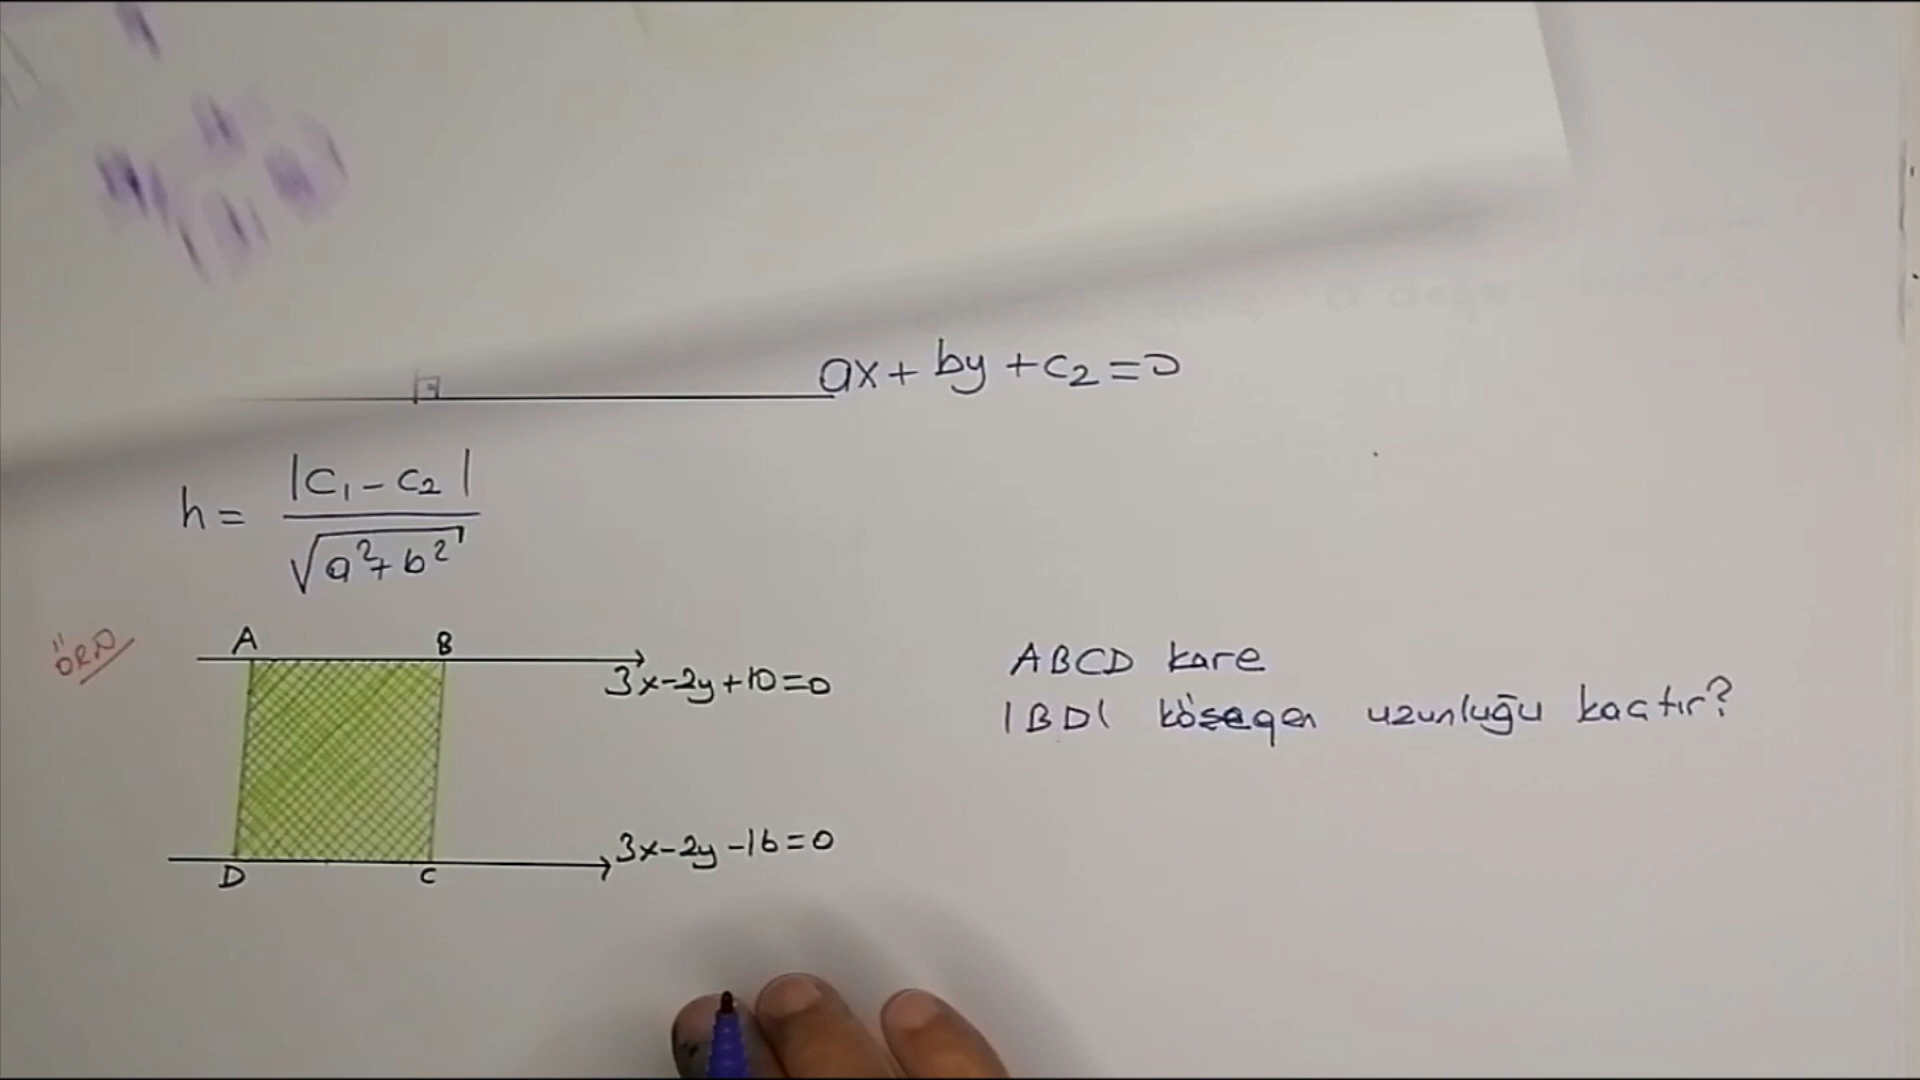 ax + by + c₂ = 0
h = |c₁ - c₂| / √(a² + b²)
ÖRN
A B
3x-2y+10=0
ABCD kare
|BD| köşegen uzunluğu kaçtır?
3x-2y-16=0
D C